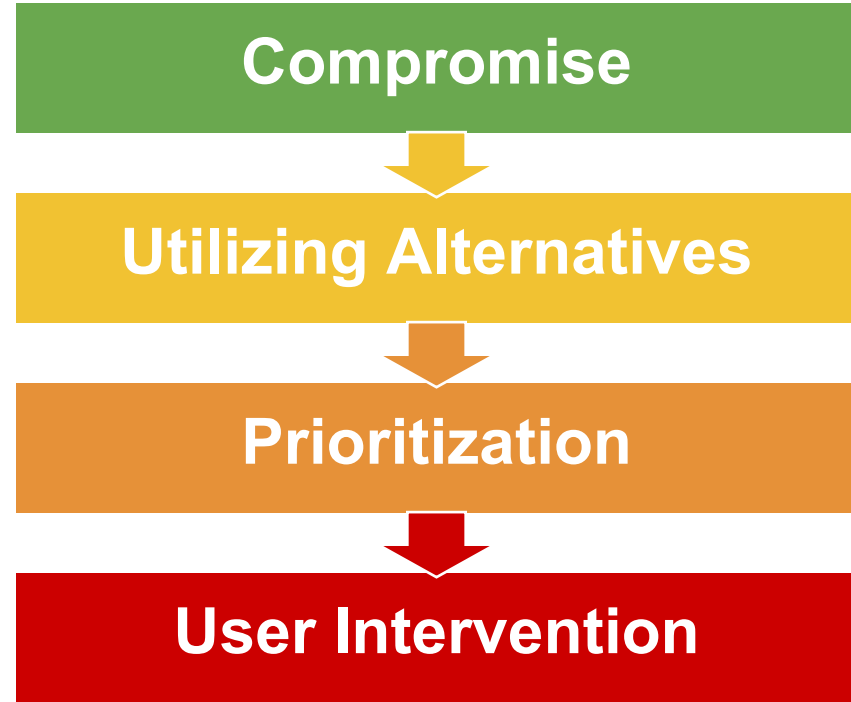 Compromise
Utilizing Alternatives
Prioritization
User Intervention